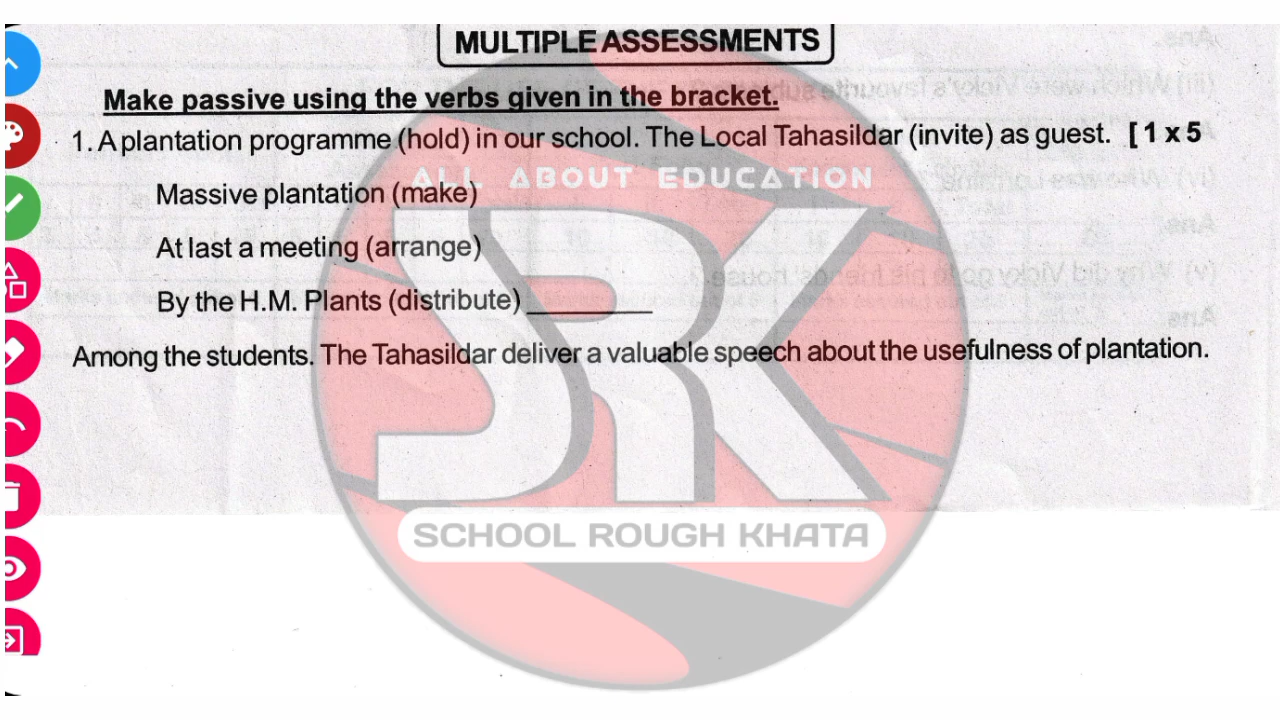 MULTIPLE ASSESSMENTS
Make passive using the verbs given in the bracket.
1. A plantation programme (hold) in our school. The Local Tahasildar (invite) as guest. [ 1 x 5
ALL ABOUT EDUCATION
Massive plantation (make)
At last a meeting (arrange)
By the H.M. Plants (distribute) _________
Among the students. The Tahasildar deliver a valuable speech about the usefulness of plantation.
SRK
SCHOOL ROUGH KHATA